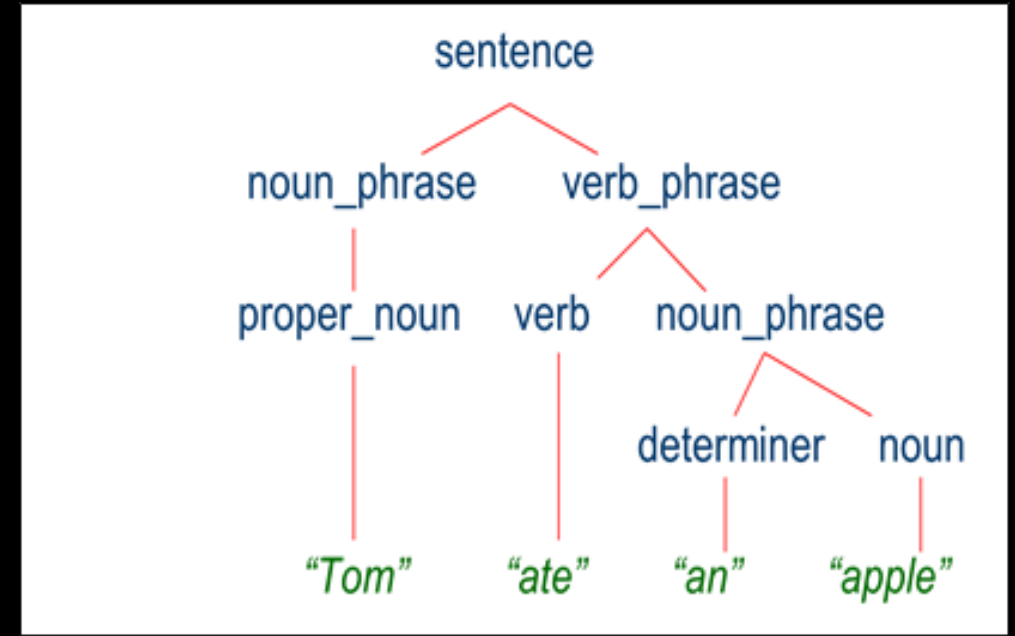 sentence
noun_phrase verb_phrase
proper_noun verb noun_phrase
determiner noun
“Tom” “ate” “an” “apple”